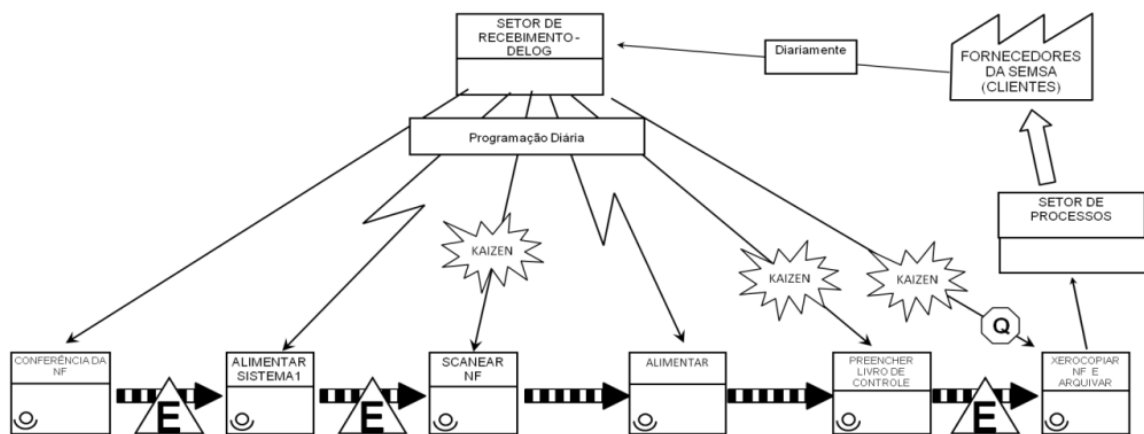 SETOR DE
RECEBIMENTO-
DELOG
Diariamente
FORNECEDORES
DA SEMSA
(CLIENTES)
Programação Diária
SETOR DE
PROCESSOS
KAIZEN
KAIZEN
KAIZEN
Q
CONFERÊNCIA DA
NF
ALIMENTAR
SISTEMA1
SCANEAR
NF
ALIMENTAR
PREENCHER
LIVRO DE
CONTROLE
XEROCOPIAR
NF E
ARQUIVAR
E
E
E